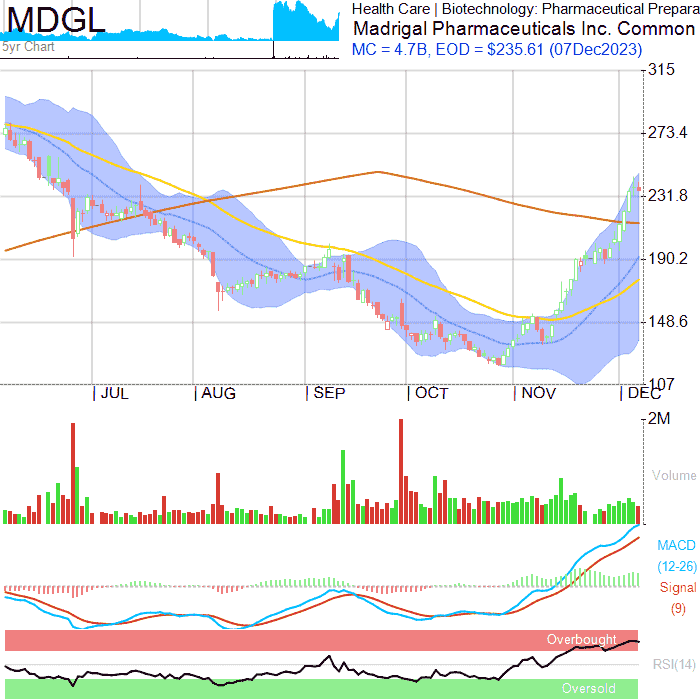 MDGL
5yr Chart
Health Care | Biotechnology: Pharmaceutical Prepara
Madrigal Pharmaceuticals Inc. Common
MC = 4.7B, EOD = $235.61 (07Dec2023)
315
273.4
231.8
190.2
148.6
107
JUL
AUG
SEP
OCT
NOV
DEC
2M
Volume
MACD
(12-26)
Signal
(9)
Overbought
RSI(14)
Oversold